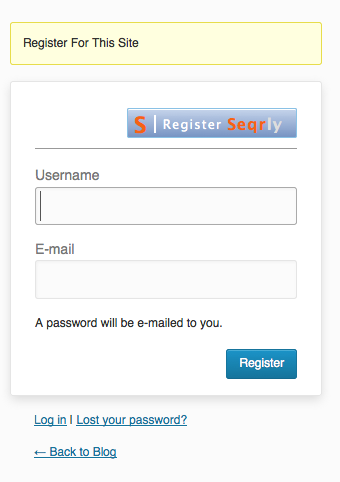 Register For This Site
S | Register Seqrly
Username
E-mail
A password will be e-mailed to you.
Register
Log in | Lost your password?
← Back to Blog